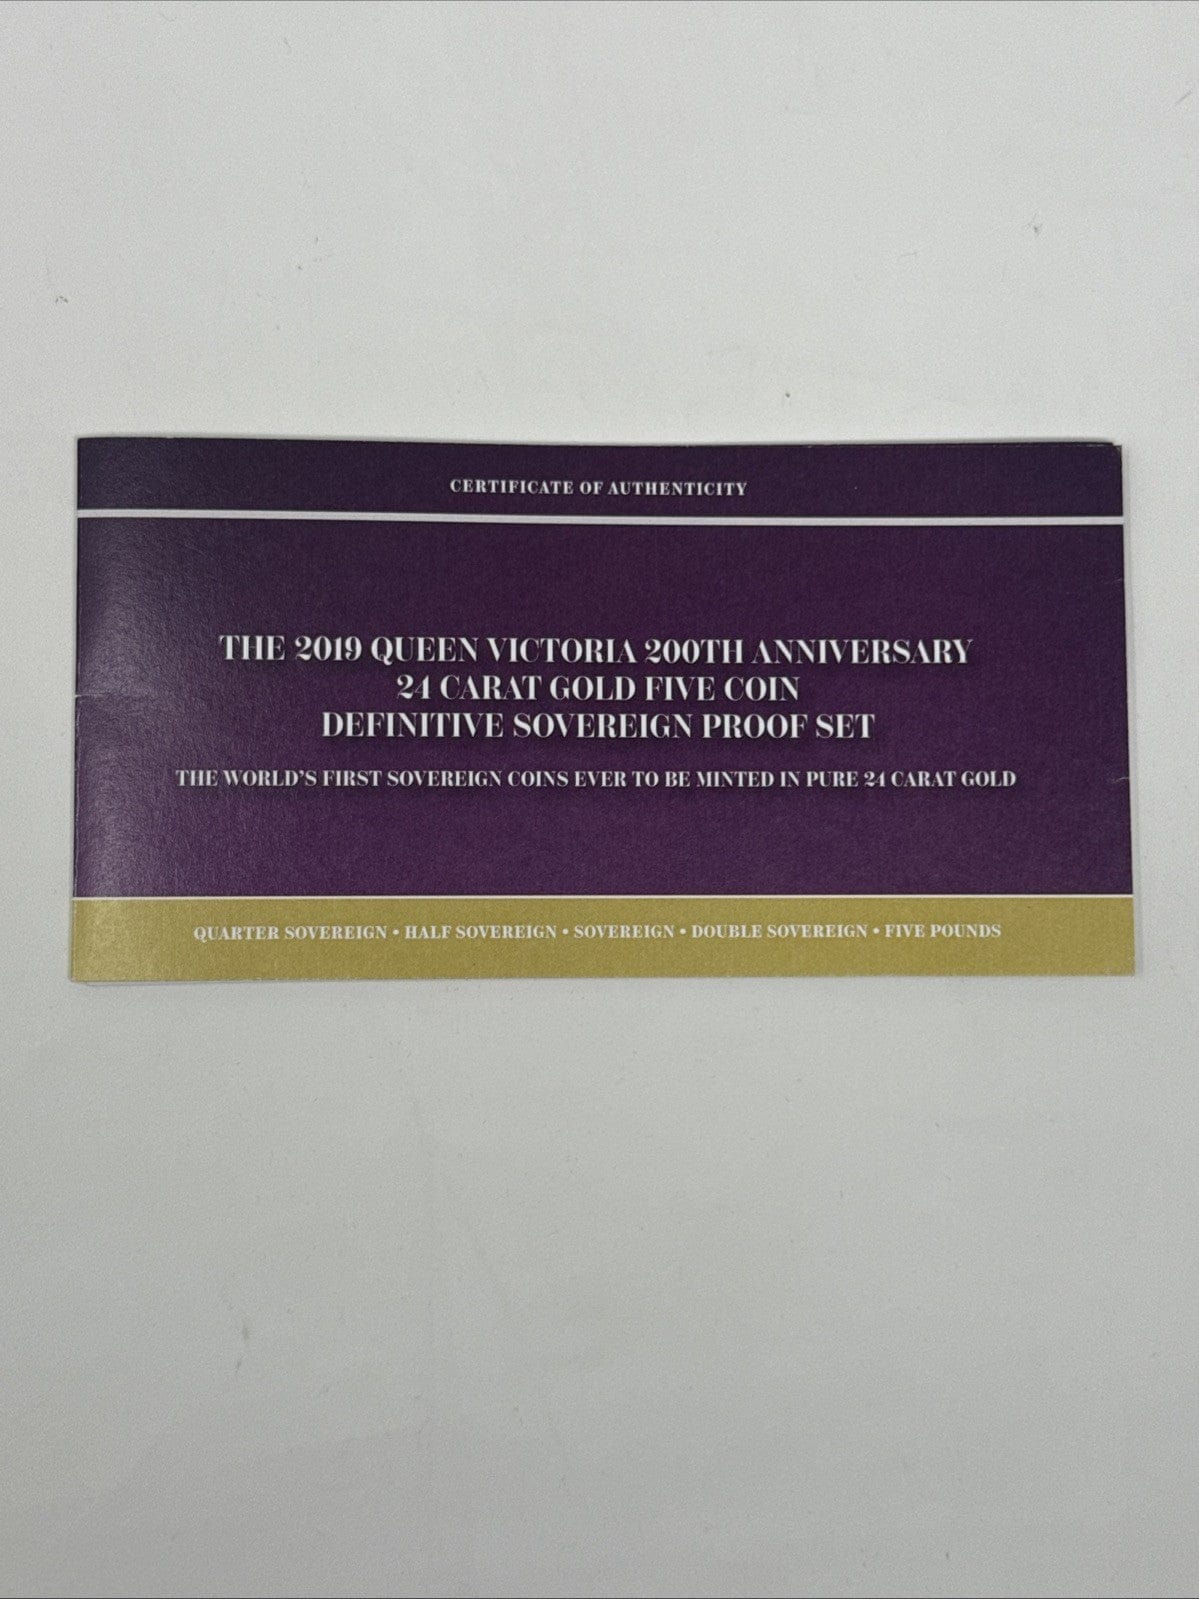 CERTIFICATE OF AUTHENTICITY
THE 2019 QUEEN VICTORIA 200TH ANNIVERSARY
24 CARAT GOLD FIVE COIN
DEFINITIVE SOVEREIGN PROOF SET
THE WORLD'S FIRST SOVEREIGN COINS EVER TO BE MINTED IN PURE 24 CARAT GOLD
QUARTER SOVEREIGN • HALF SOVEREIGN • SOVEREIGN • DOUBLE SOVEREIGN • FIVE POUNDS